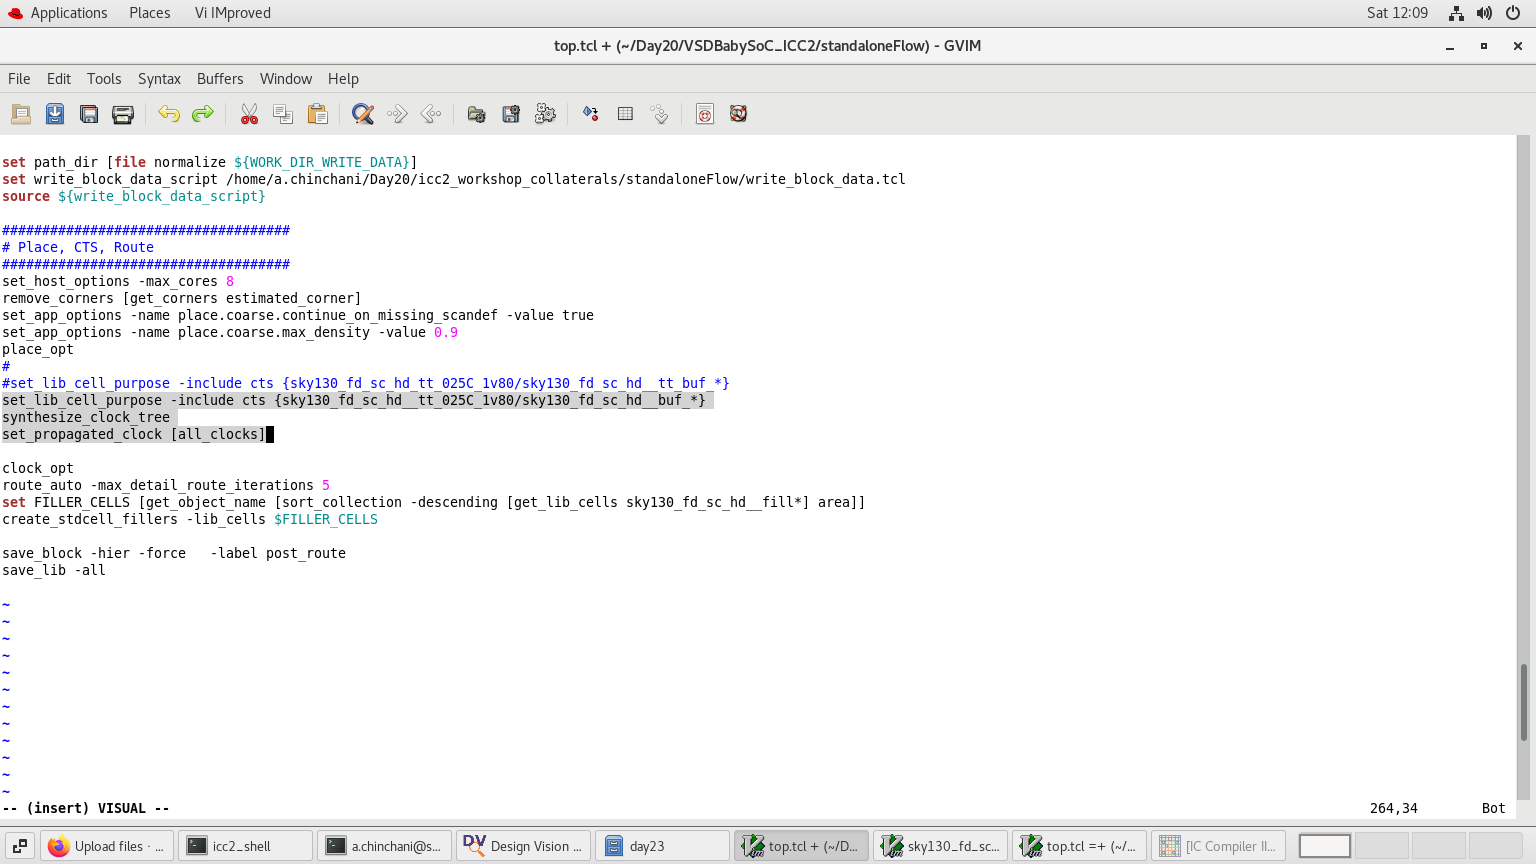 Applications Places Vi IMproved Sat 12:09
top.tcl + (~/Day20/VSDBabySoC_ICC2/standaloneFlow) - GVIM
File Edit Tools Syntax Buffers Window Help
set path_dir [file normalize ${WORK_DIR_WRITE_DATA}]
set write_block_data_script /home/a.chinchani/Day20/icc2_workshop_collaterals/standaloneFlow/write_block_data.tcl
source ${write_block_data_script}
####################################
# Place, CTS, Route
####################################
set_host_options -max_cores 8
remove_corners [get_corners estimated_corner]
set_app_options -name place.coarse.continue_on_missing_scandef -value true
set_app_options -name place.coarse.max_density -value 0.9
place_opt
#
#set_lib_cell_purpose -include cts {sky130_fd_sc_hd_tt_025C_1v80/sky130_fd_sc_hd__tt_buf_*}
set_lib_cell_purpose -include cts {sky130_fd_sc_hd__tt_025C_1v80/sky130_fd_sc_hd__buf_*}
synthesize_clock_tree
set_propagated_clock [all_clocks]
clock_opt
route_auto -max_detail_route_iterations 5
set FILLER_CELLS [get_object_name [sort_collection -descending [get_lib_cells sky130_fd_sc_hd__fill*] area]]
create_stdcell_fillers -lib_cells $FILLER_CELLS
save_block -hier -force   -label post_route
save_lib -all
~
~
~
~
~
~
~
~
~
~
~
~
-- (insert) VISUAL -- 264,34 Bot
Upload files · ... icc2_shell a.chinchani@s... DV Design Vision ... day23 top.tcl + (~/D... sky130_fd_sc... top.tcl =+ (~/... [IC Compiler II...